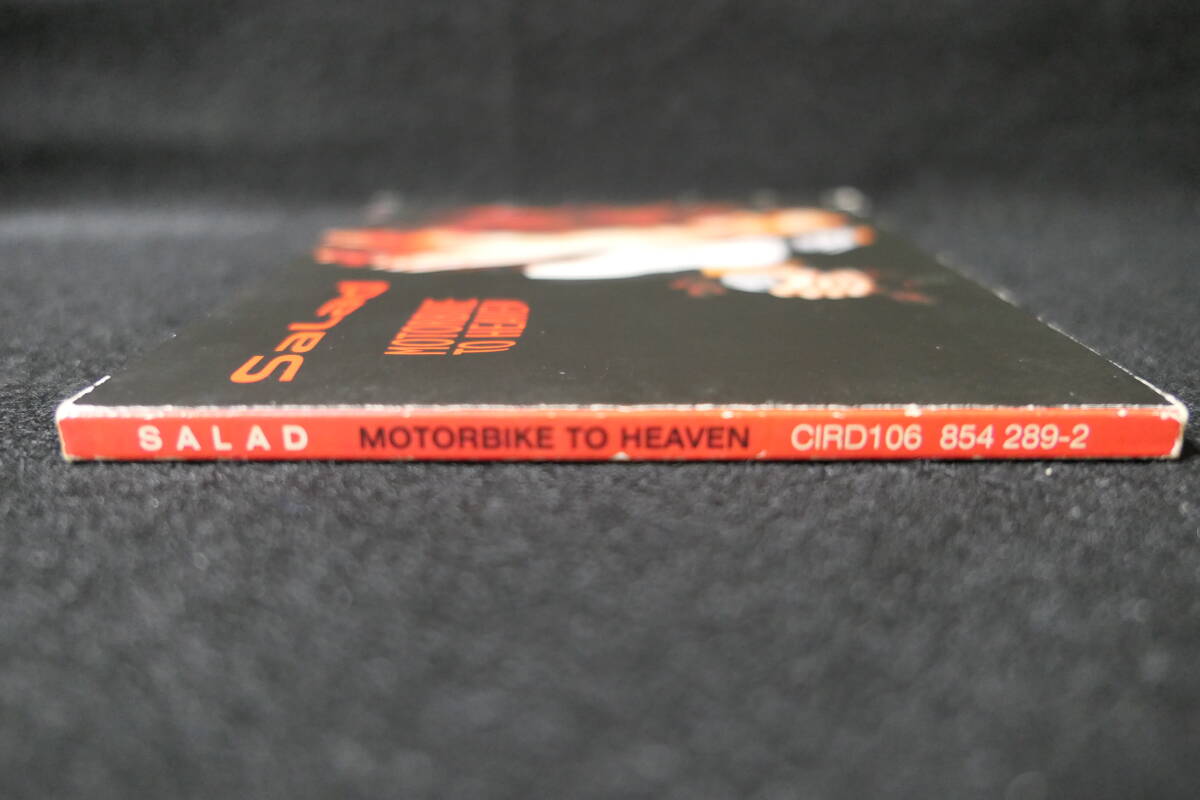 SaLad
MOTORBIKE
TO HEAVEN
SALAD MOTORBIKE TO HEAVEN CIRD106 854 289-2